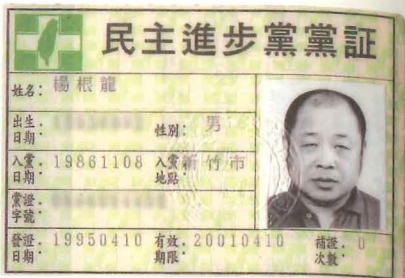 民主進步黨黨証
姓名：楊根龍
出生日期： 性別：男
入黨日期：19861108 入黨地點：新竹市
黨證字號：
發證日期：19950410 有效期限：20010410 補證次數：0